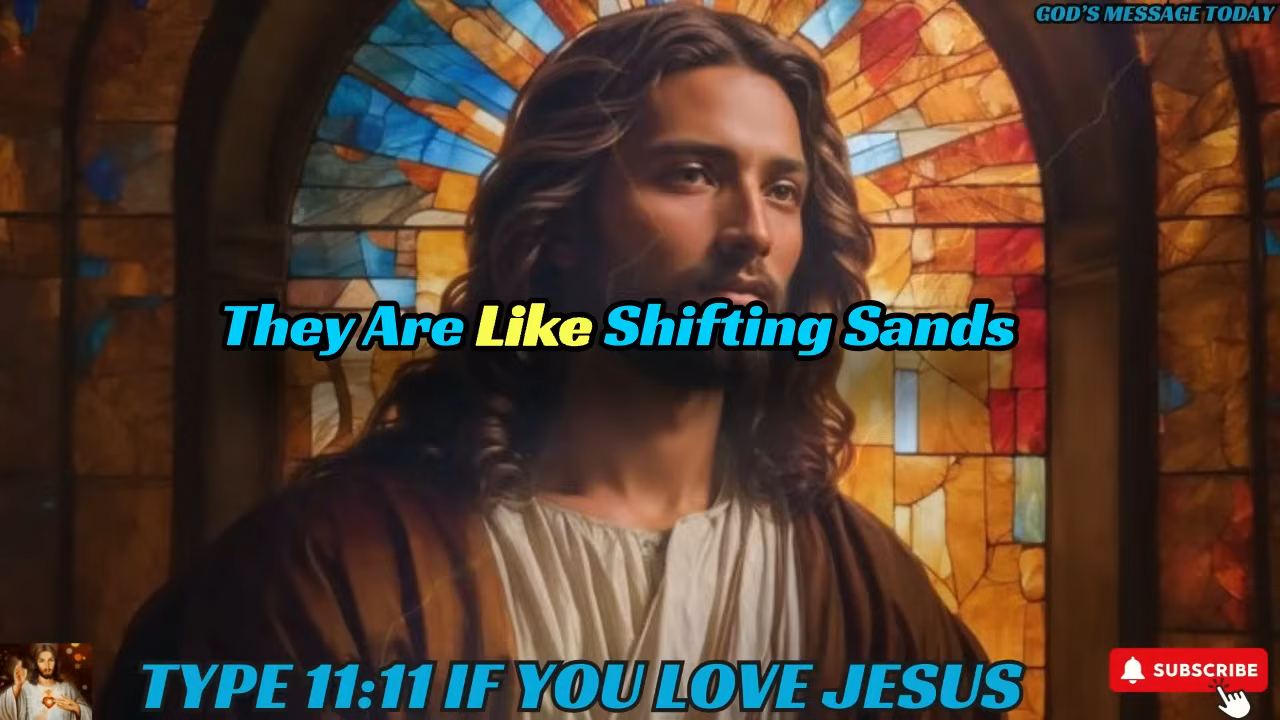 GOD'S MESSAGE TODAY
They Are Like Shifting Sands
TYPE 11:11 IF YOU LOVE JESUS
SUBSCRIBE